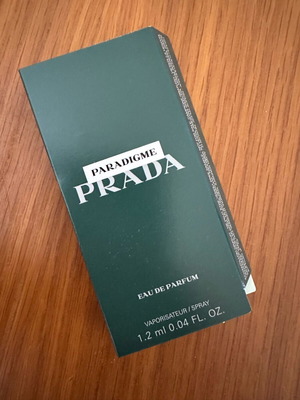 PARADIGME
PRADA
EAU DE PARFUM
VAPORISATEUR / SPRAY
1.2 ml 0.04 FL. OZ.